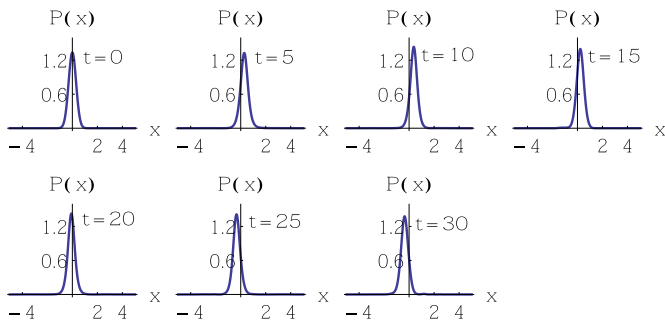 P(x) P(x) P(x) P(x)
1.2 t=0 1.2 t=5 1.2 t=10 1.2 t=15
0.6 0.6 0.6 0.6
-4 2 4 x -4 2 4 x -4 2 4 x -4 2 4 x
P(x) P(x) P(x)
1.2 t=20 1.2 t=25 1.2 t=30
0.6 0.6 0.6
-4 2 4 x -4 2 4 x -4 2 4 x